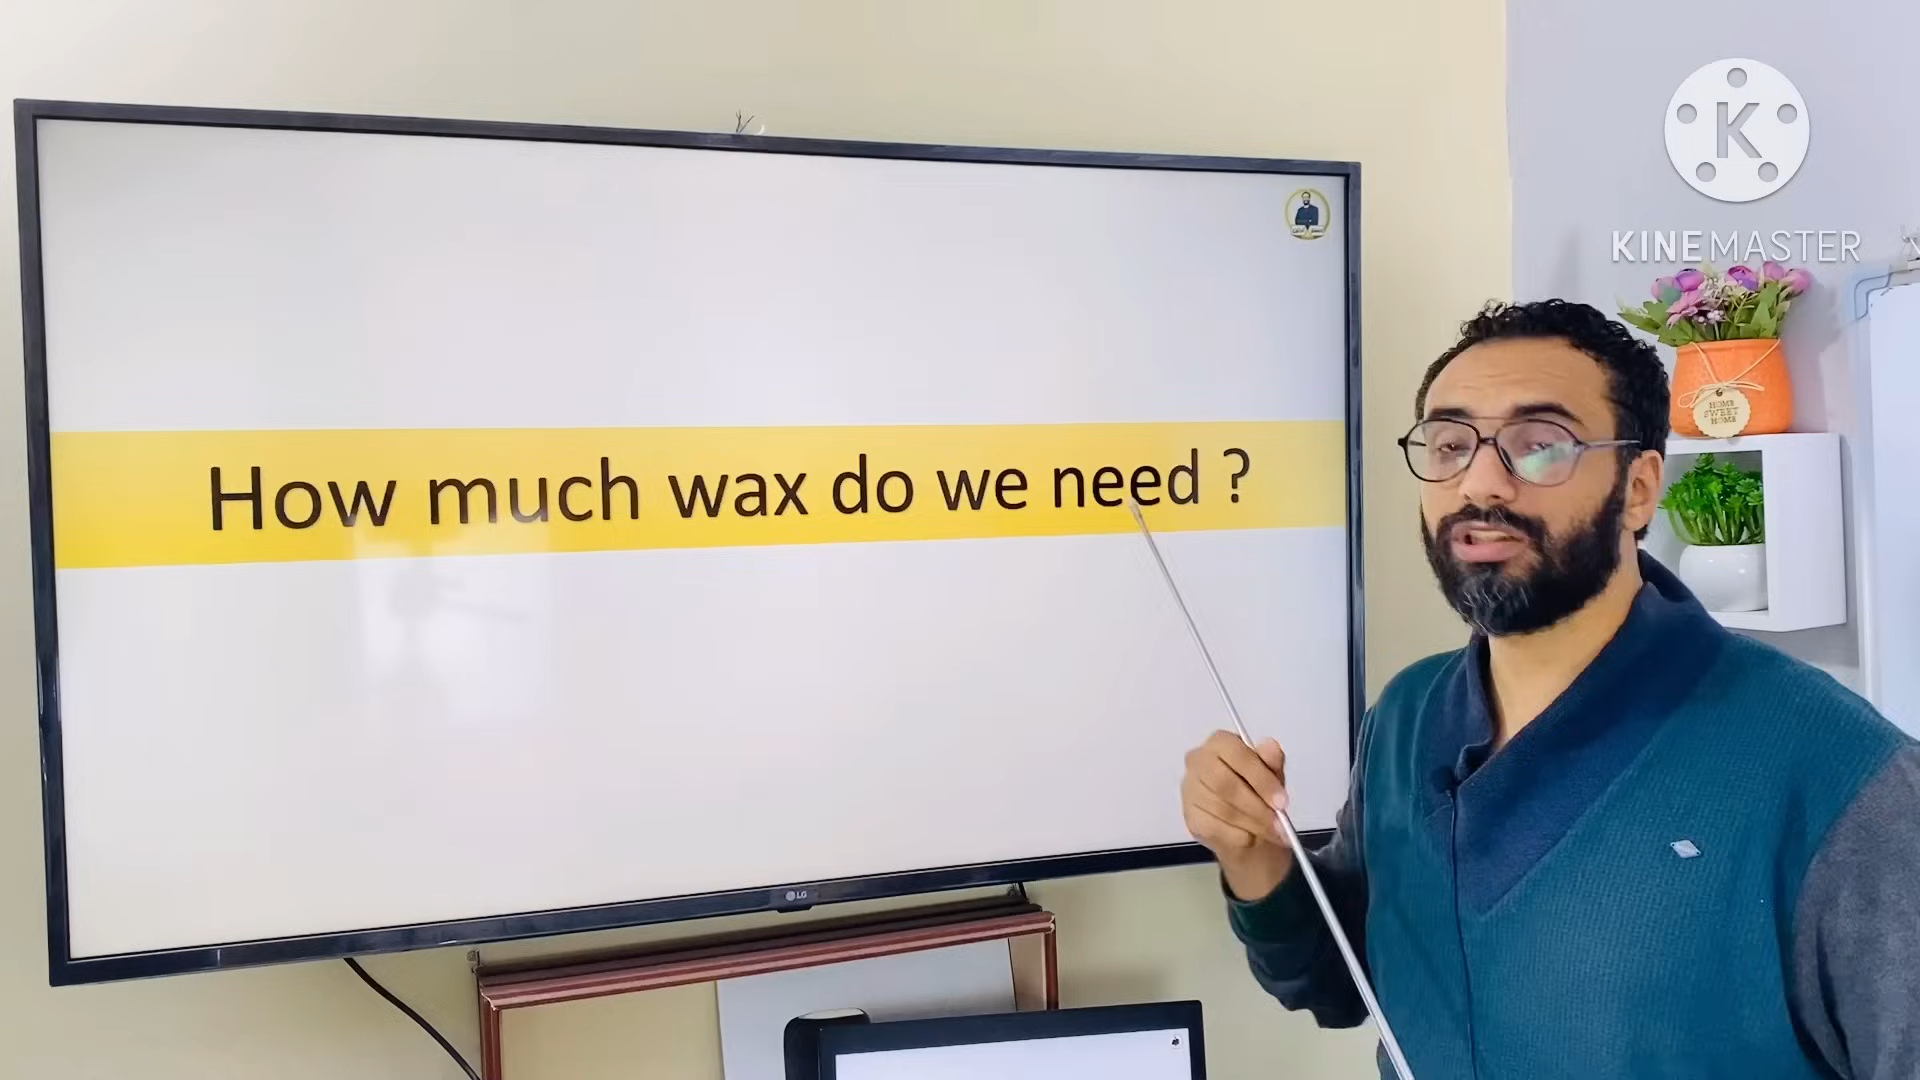 How much wax do we need ?
K
KINEMASTER
HOME
SWEET
HOME
LG